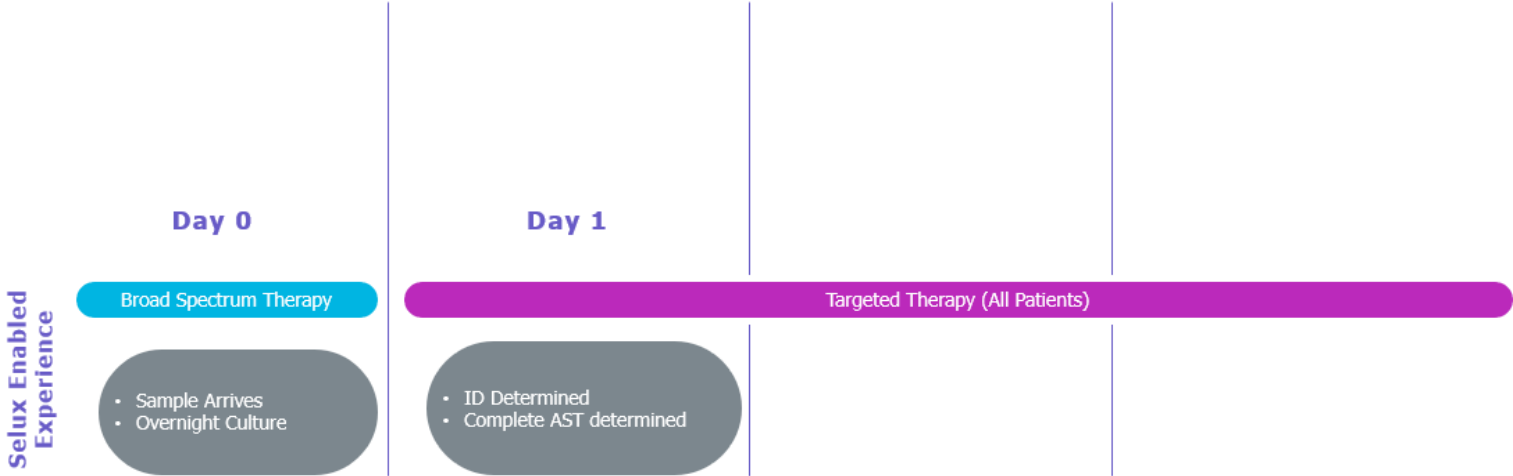 Day 0
Day 1
Selux Enabled
Experience
Broad Spectrum Therapy
Targeted Therapy (All Patients)
• Sample Arrives
• Overnight Culture
• ID Determined
• Complete AST determined